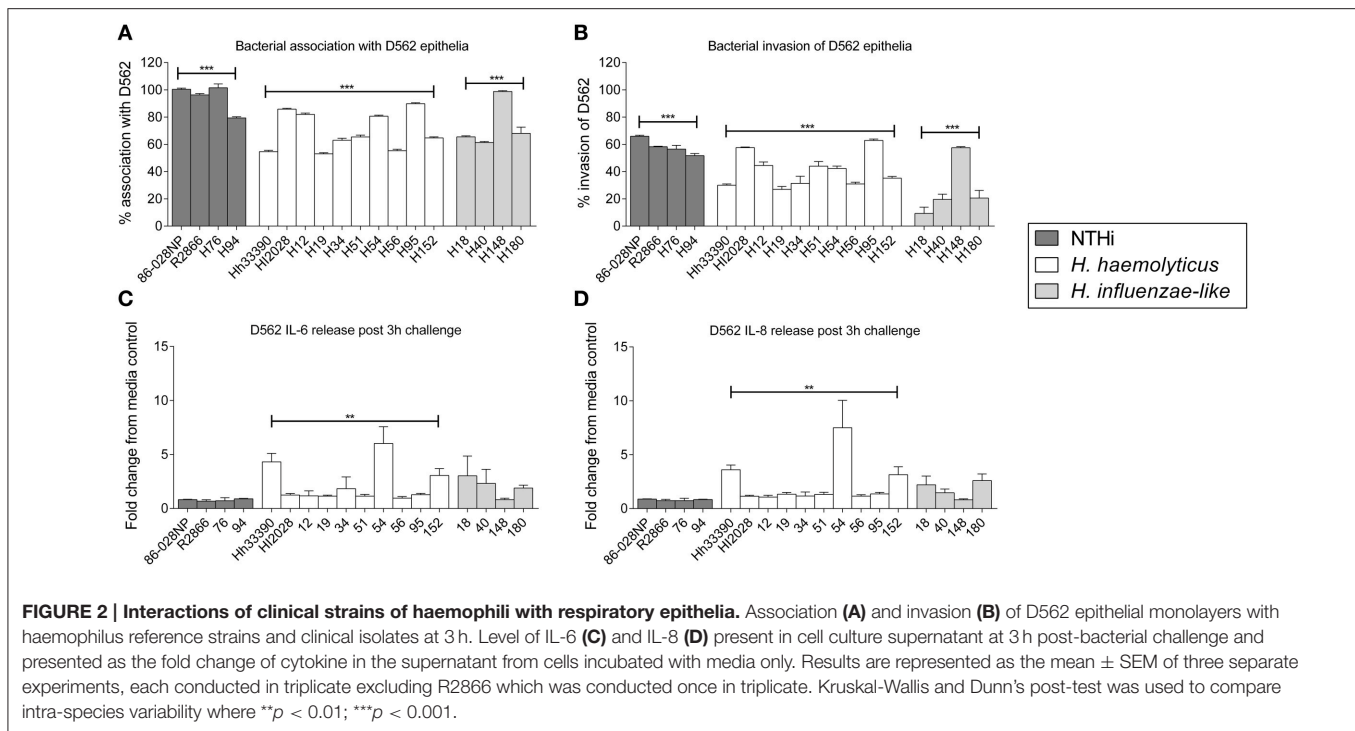 A
Bacterial association with D562 epithelia
% association with D562
120
100
80
60
40
20
0
***
***
***
86-028NP
R2866
H76
H94
Hh33390
HI2028
H12
H19
H34
H51
H54
H56
H95
H152
H18
H40
H148
H180
B
Bacterial invasion of D562 epithelia
% invasion of D562
120
100
80
60
40
20
0
***
***
***
86-028NP
R2866
H76
H94
Hh33390
HI2028
H12
H19
H34
H51
H54
H56
H95
H152
H18
H40
H148
H180
NTHi
H. haemolyticus
H. influenzae-like
C
D562 IL-6 release post 3h challenge
Fold change from media control
15
10
5
0
**
86-028NP
R2866
76
94
Hh33390
HI2028
12
19
34
51
54
56
95
152
18
40
148
180
D
D562 IL-8 release post 3h challenge
Fold change from media control
15
10
5
0
**
86-028NP
R2866
76
94
Hh33390
HI2028
12
19
34
51
54
56
95
152
18
40
148
180
FIGURE 2 | Interactions of clinical strains of haemophili with respiratory epithelia. Association (A) and invasion (B) of D562 epithelial monolayers with
haemophilus reference strains and clinical isolates at 3 h. Level of IL-6 (C) and IL-8 (D) present in cell culture supernatant at 3 h post-bacterial challenge and
presented as the fold change of cytokine in the supernatant from cells incubated with media only. Results are represented as the mean ± SEM of three separate
experiments, each conducted in triplicate excluding R2866 which was conducted once in triplicate. Kruskal-Wallis and Dunn's post-test was used to compare
intra-species variability where **p < 0.01; ***p < 0.001.